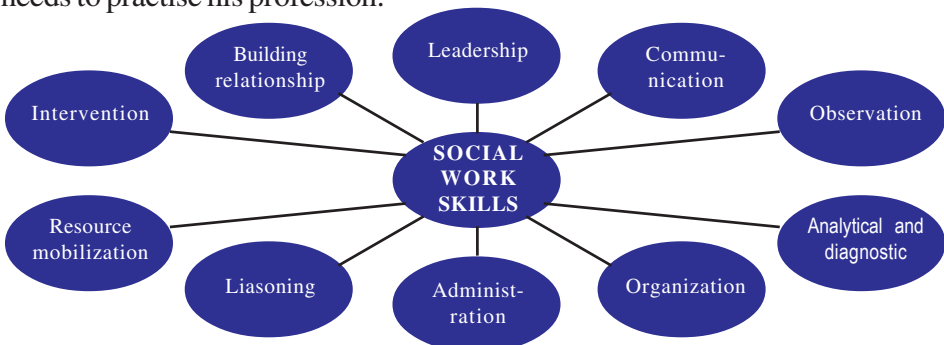 needs to practise his profession.
Building
relationship
Leadership
Commu-
nication
Intervention
Observation
SOCIAL
WORK
SKILLS
Resource
mobilization
Analytical and
diagnostic
Liasoning
Administ-
ration
Organization